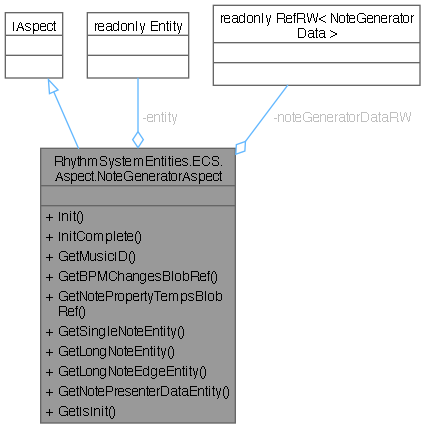 IAspect
readonly Entity
readonly RefRW< NoteGenerator
Data >
-entity
-noteGeneratorDataRW
RhythmSystemEntities.ECS.
Aspect.NoteGeneratorAspect
+ Init()
+ InitComplete()
+ GetMusicID()
+ GetBPMChangesBlobRef()
+ GetNotePropertyTempsBlob
Ref()
+ GetSingleNoteEntity()
+ GetLongNoteEntity()
+ GetLongNoteEdgeEntity()
+ GetNotePresenterDataEntity()
+ GetIsInit()